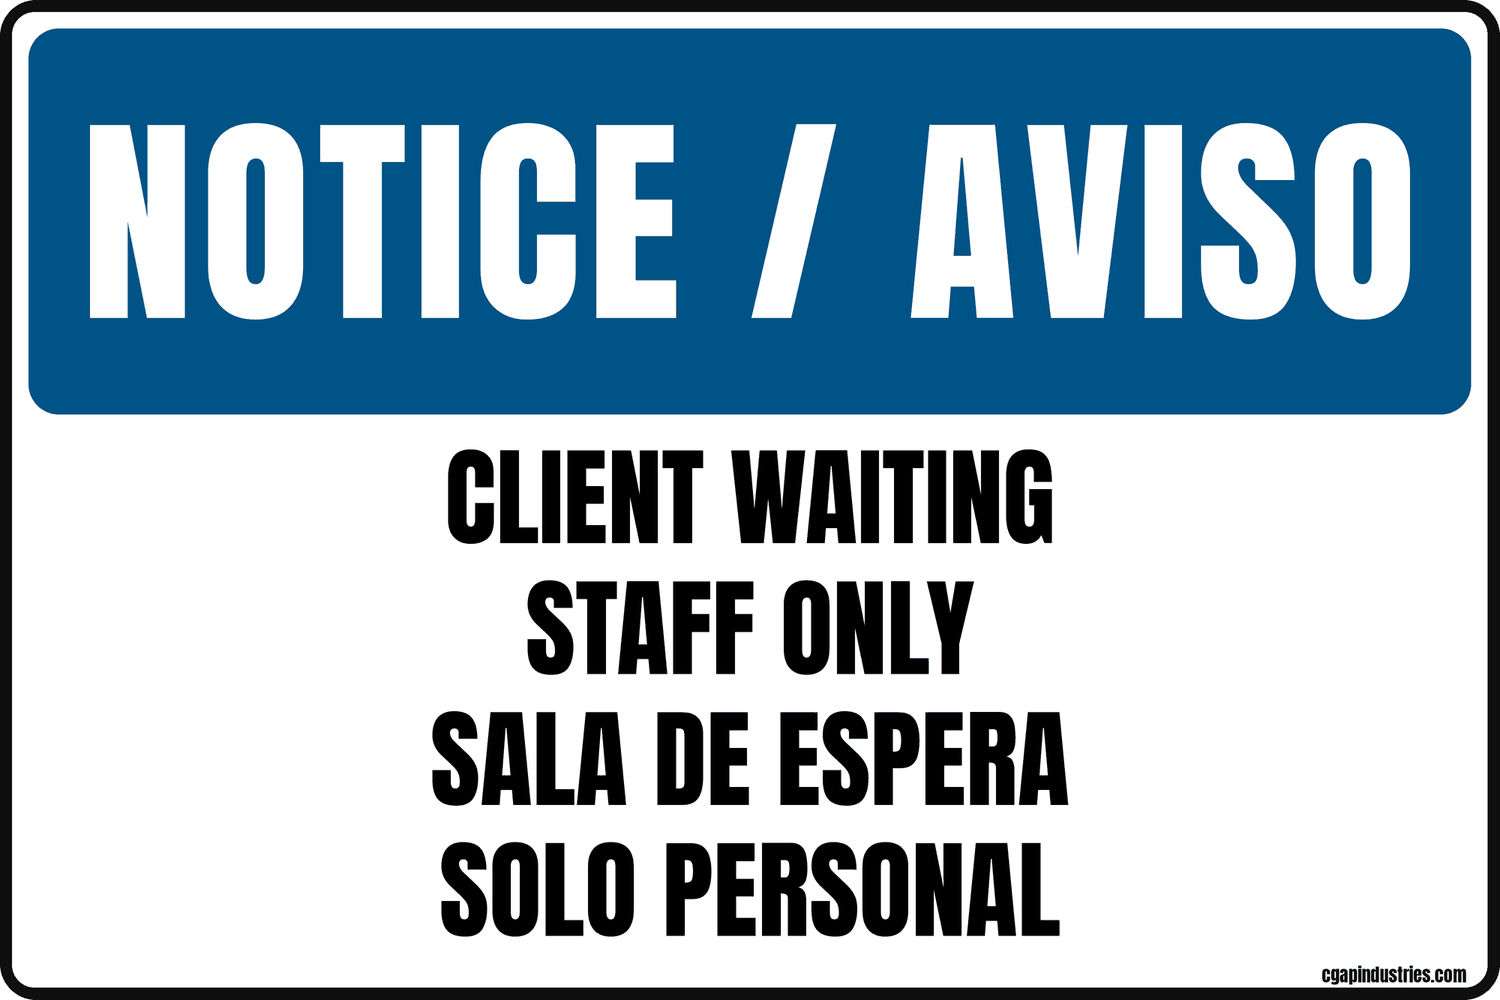 NOTICE / AVISO
CLIENT WAITING
STAFF ONLY
SALA DE ESPERA
SOLO PERSONAL
cgapindustries.com